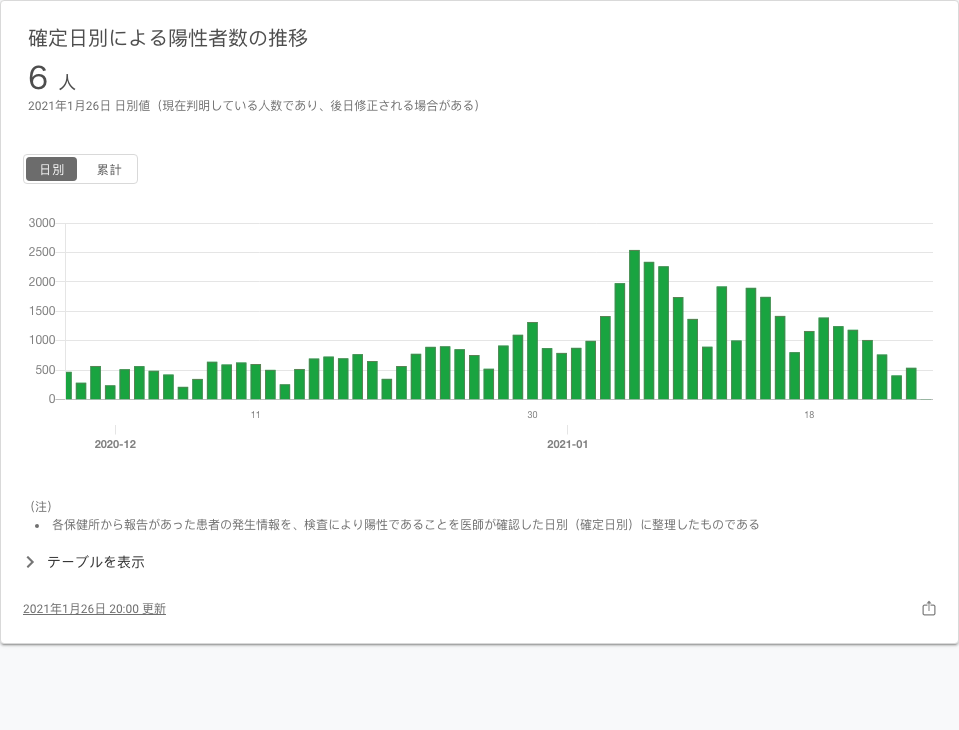 確定日別による陽性者数の推移
6 人
2021年1月26日 日別値（現在判明している人数であり、後日修正される場合がある）
日別 累計
3000
2500
2000
1500
1000
500
0
11 30 18
2020-12 2021-01
（注）
• 各保健所から報告があった患者の発生情報を、検査により陽性であることを医師が確認した日別（確定日別）に整理したものである
テーブルを表示
2021年1月26日 20:00 更新